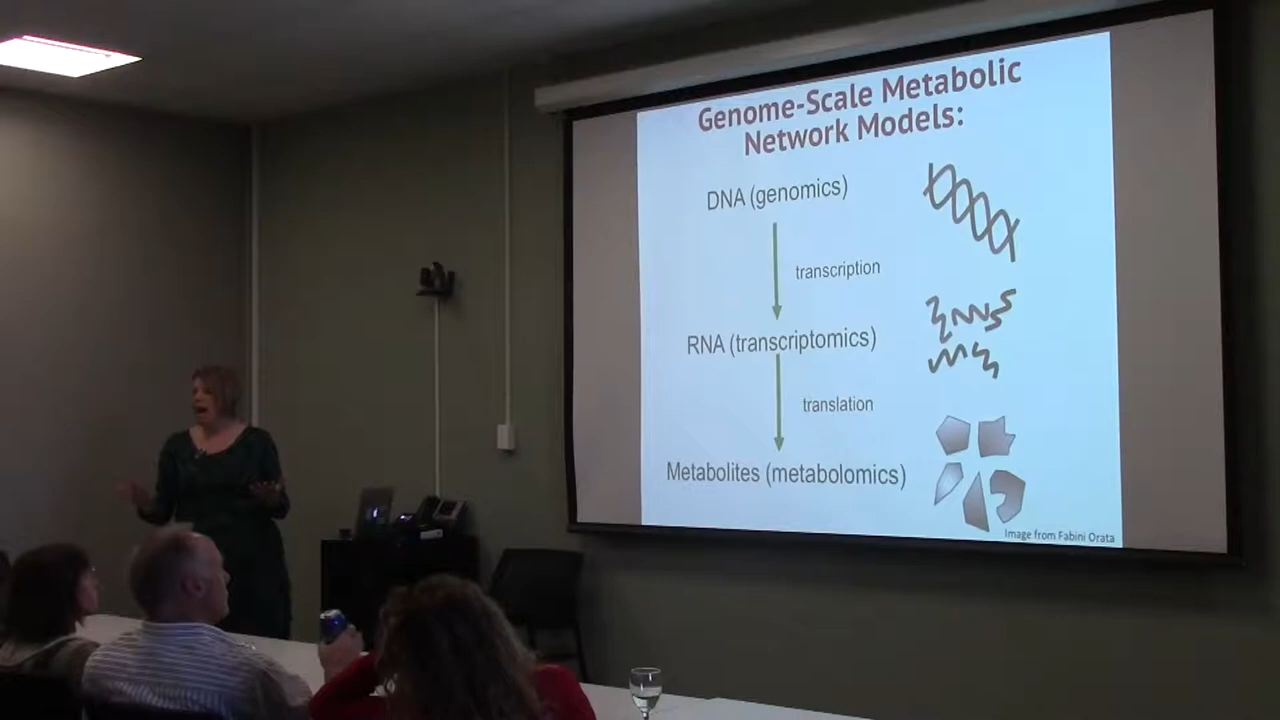 Genome-Scale Metabolic
Network Models:
DNA (genomics)
transcription
RNA (transcriptomics)
translation
Metabolites (metabolomics)
Image from Fabini Orata